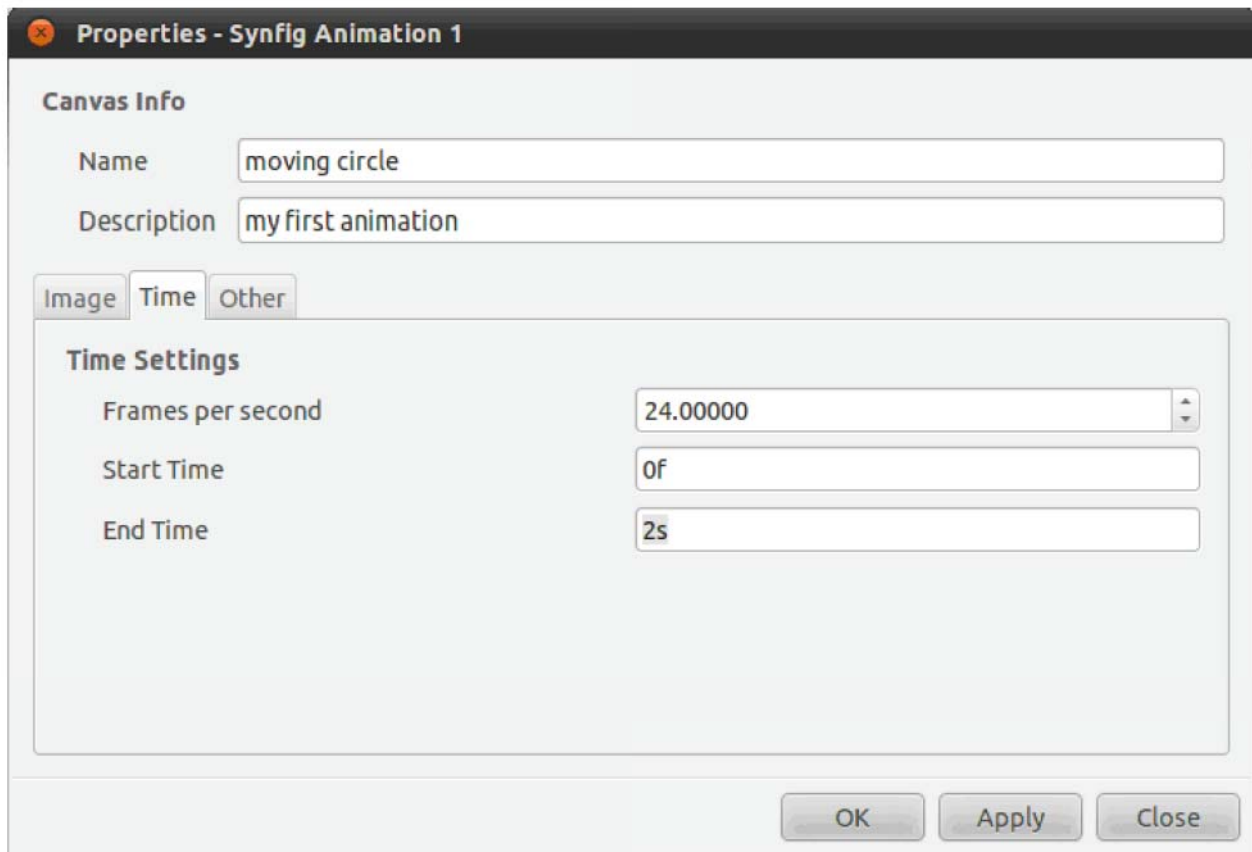 Properties - Synfig Animation 1
Canvas Info
Name moving circle
Description my first animation
Image Time Other
Time Settings
Frames per second 24.00000
Start Time 0f
End Time 2s
OK Apply Close